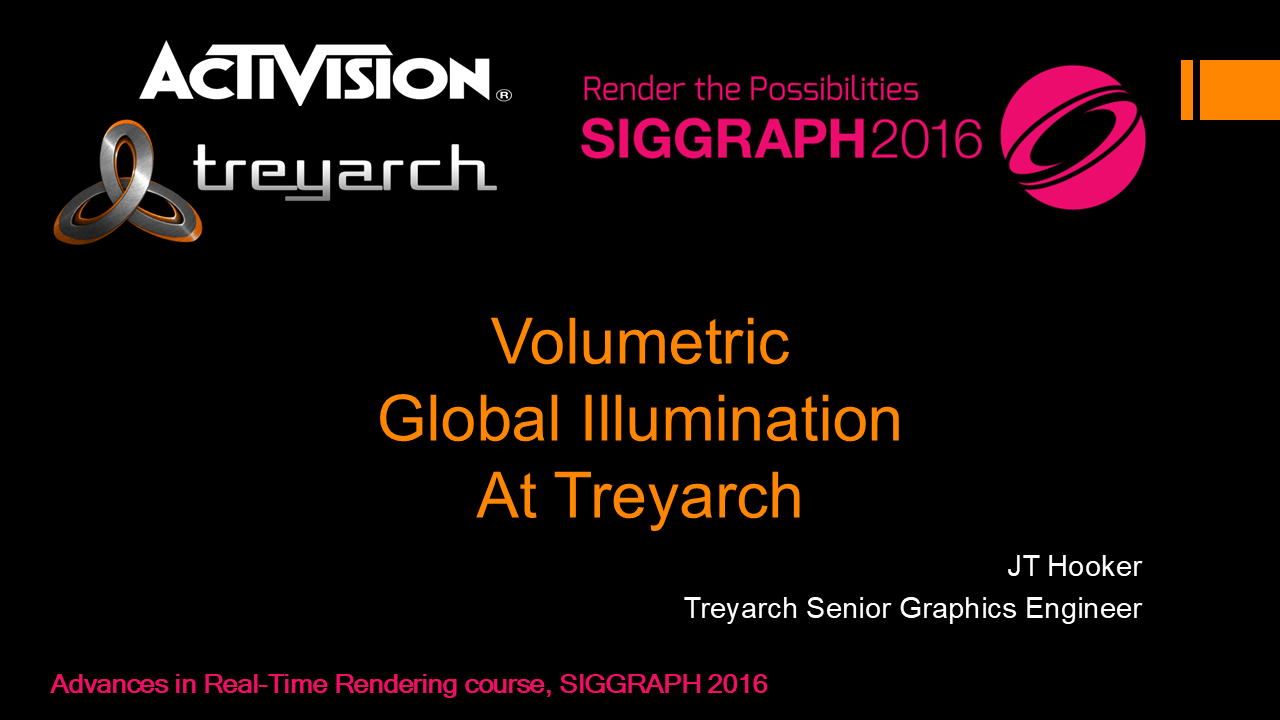 ACTIVISION®
treyarch
Render the Possibilities
SIGGRAPH2016
Volumetric
Global Illumination
At Treyarch
JT Hooker
Treyarch Senior Graphics Engineer
Advances in Real-Time Rendering course, SIGGRAPH 2016